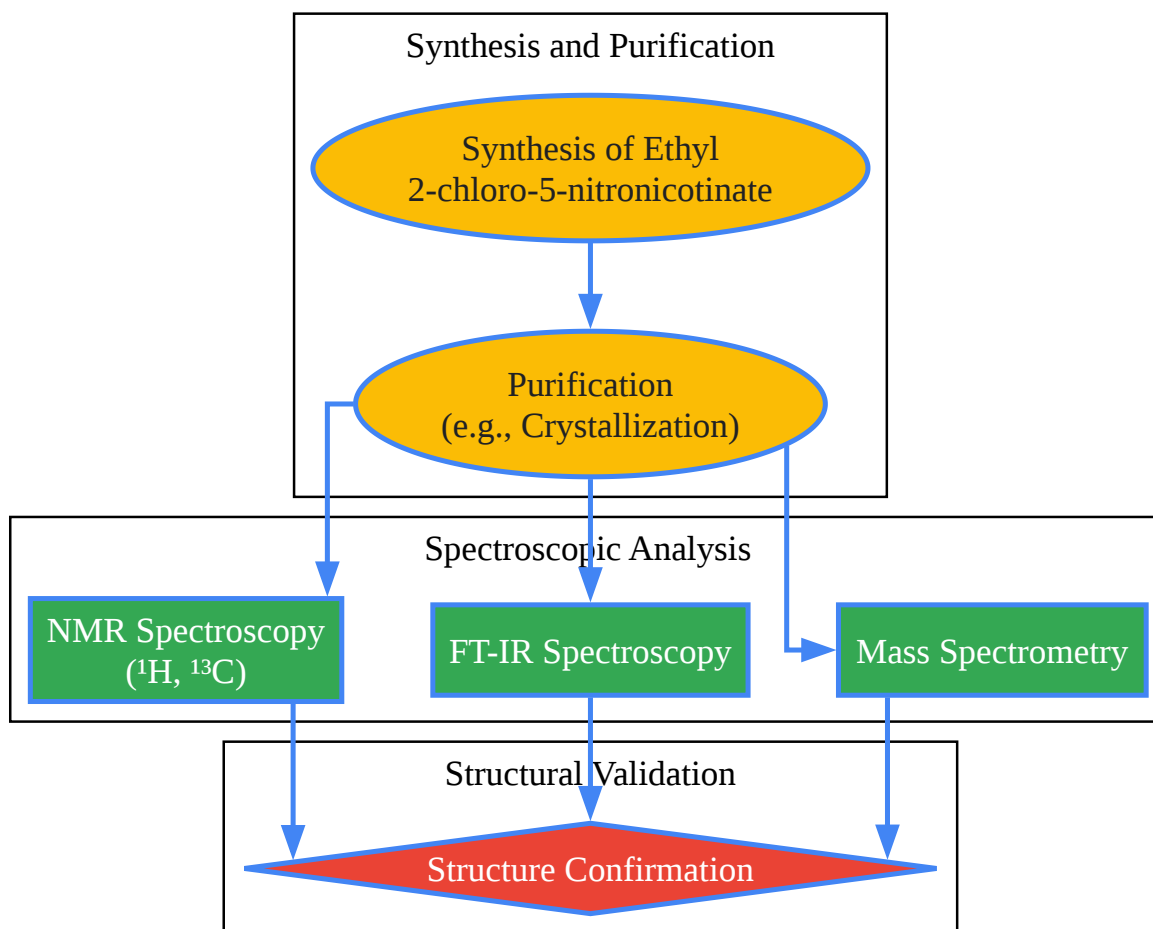 Synthesis and Purification
Synthesis of Ethyl
2-chloro-5-nitronicotinate
Purification
(e.g., Crystallization)
Spectroscopic Analysis
NMR Spectroscopy
(¹H, ¹³C)
FT-IR Spectroscopy
Mass Spectrometry
Structural Validation
Structure Confirmation